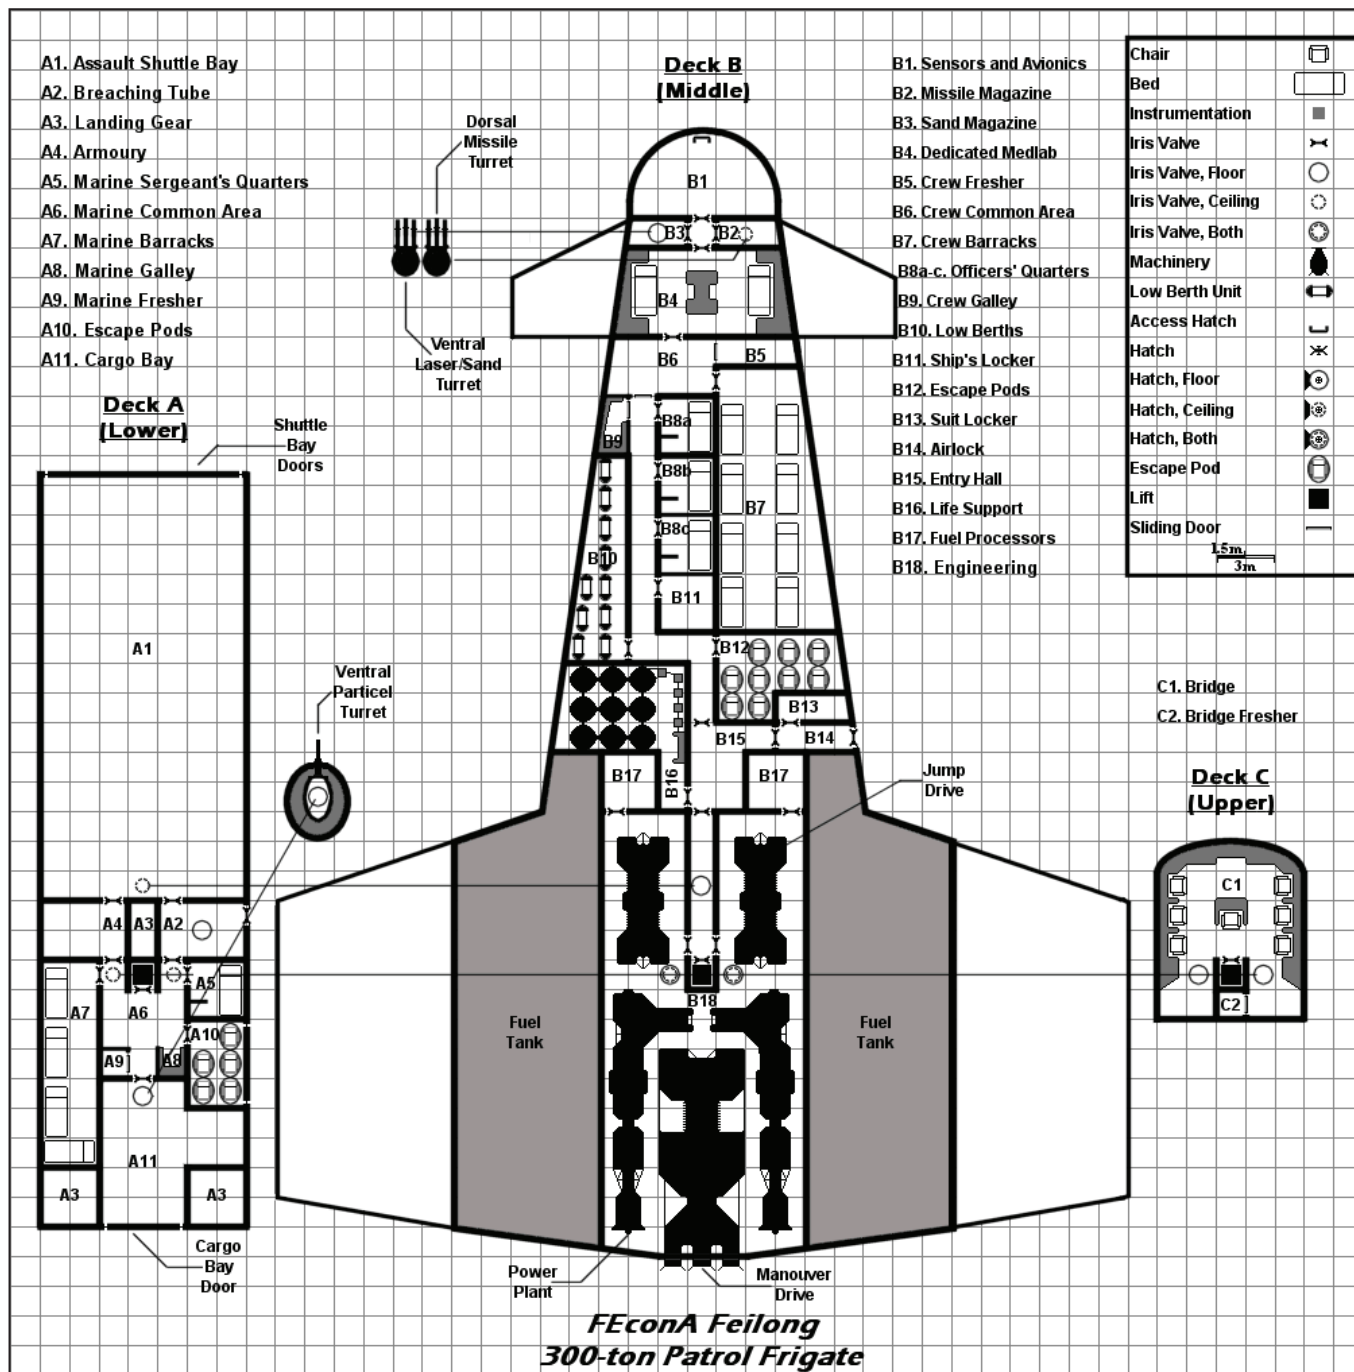 A1. Assault Shuttle Bay
A2. Breaching Tube
A3. Landing Gear
A4. Armoury
A5. Marine Sergeant's Quarters
A6. Marine Common Area
A7. Marine Barracks
A8. Marine Galley
A9. Marine Fresher
A10. Escape Pods
A11. Cargo Bay
Deck A
(Lower)
Shuttle
Bay
Doors
A1
A4
A3
A2
A5
A7
A6
A10
A9
A8
A11
A3
A3
Cargo
Bay
Door
Ventral
Particel
Turret
Dorsal
Missile
Turret
Ventral
Laser/Sand
Turret
Deck B
(Middle)
B1
B3
B2
B4
B6
B5
B8a
B9
B8b
B7
B8c
B10
B11
B12
B13
B15
B14
B17
B16
B17
Jump
Drive
B18
Fuel
Tank
Fuel
Tank
Power
Plant
Manouver
Drive
B1. Sensors and Avionics
B2. Missile Magazine
B3. Sand Magazine
B4. Dedicated Medlab
B5. Crew Fresher
B6. Crew Common Area
B7. Crew Barracks
B8a-c. Officers' Quarters
B9. Crew Galley
B10. Low Berths
B11. Ship's Locker
B12. Escape Pods
B13. Suit Locker
B14. Airlock
B15. Entry Hall
B16. Life Support
B17. Fuel Processors
B18. Engineering
Chair
Bed
Instrumentation
Iris Valve
Iris Valve, Floor
Iris Valve, Ceiling
Iris Valve, Both
Machinery
Low Berth Unit
Access Hatch
Hatch
Hatch, Floor
Hatch, Ceiling
Hatch, Both
Escape Pod
Lift
Sliding Door
1.5m
3m
C1. Bridge
C2. Bridge Fresher
Deck C
(Upper)
C1
C2
FEconA Feilong
300-ton Patrol Frigate